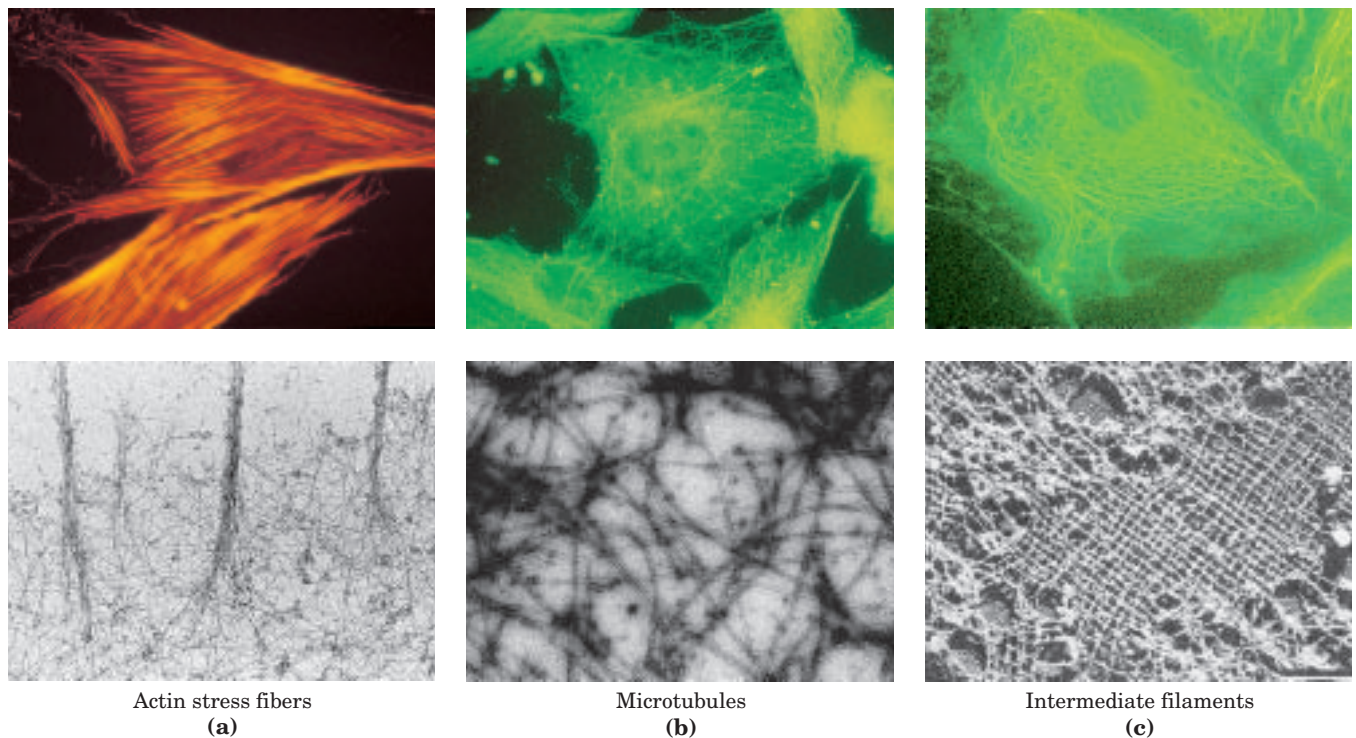 Actin stress fibers
(a)
Microtubules
(b)
Intermediate filaments
(c)